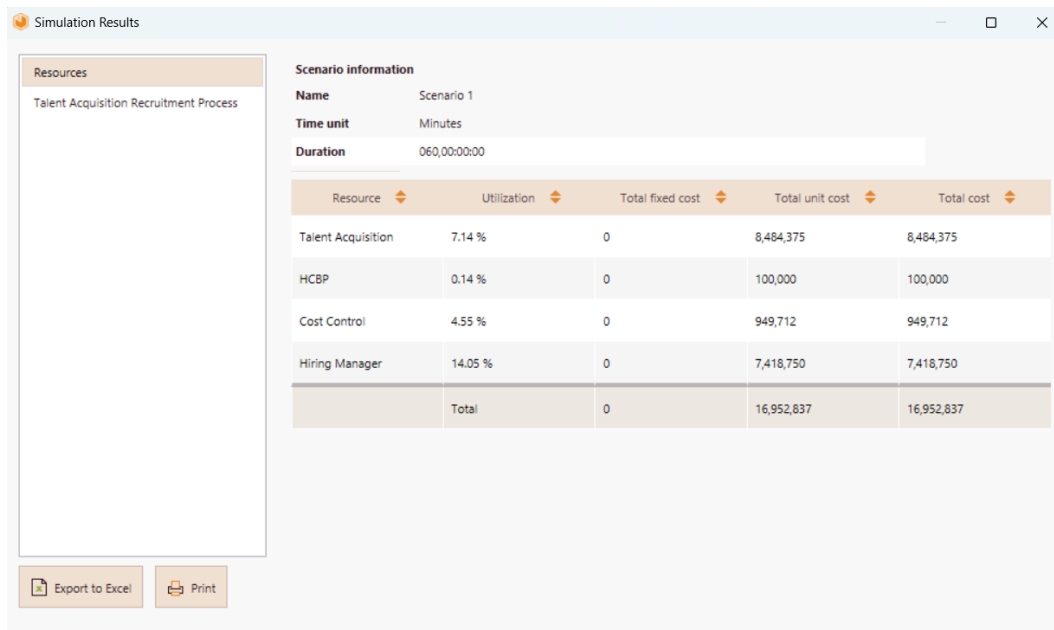 Simulation Results
Resources
Talent Acquisition Recruitment Process
Scenario information
Name Scenario 1
Time unit Minutes
Duration 060,00:00:00
Resource Utilization Total fixed cost Total unit cost Total cost
Talent Acquisition 7.14 % 0 8,484,375 8,484,375
HCBP 0.14 % 0 100,000 100,000
Cost Control 4.55 % 0 949,712 949,712
Hiring Manager 14.05 % 0 7,418,750 7,418,750
Total 0 16,952,837 16,952,837
Export to Excel Print